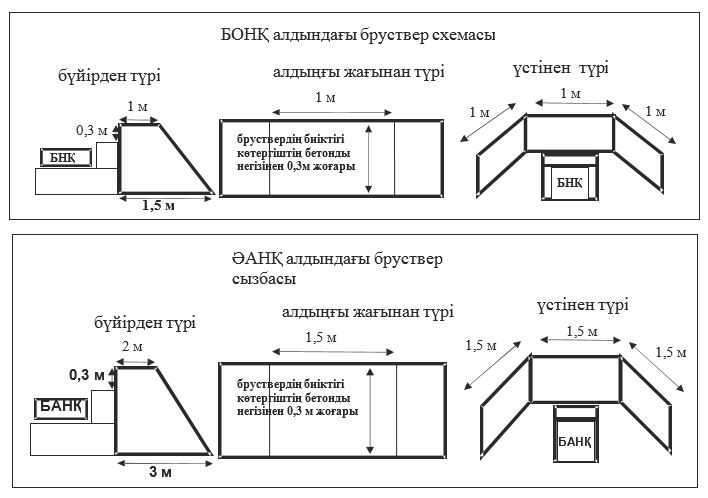 БОНҚ алдындағы бруствер схемасы
бүйірден түрі
алдыңғы жағынан түрі
үстінен түрі
1 м
0,3 м
БНҚ
1,5 м
1 м
бруствердің биіктігі
көтергіштің бетонды
негізінен 0,3м жоғары
1 м
1 м
1 м
БНҚ
ӘАНҚ алдындағы бруствер
сызбасы
бүйірден түрі
алдыңғы жағынан түрі
үстінен түрі
2 м
0,3 м
БАНҚ
3 м
1,5 м
бруствердің биіктігі
көтергіштің бетонды
негізінен 0,3 м жоғары
1,5 м
1,5 м
1,5 м
БАНҚ